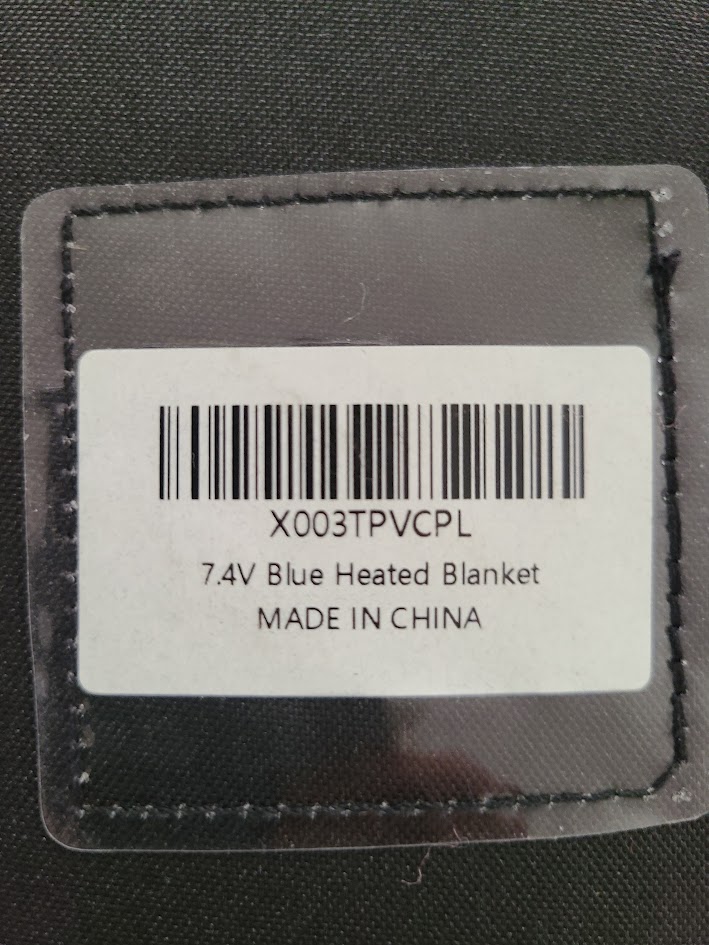 X003TPVCPL
7.4V Blue Heated Blanket
MADE IN CHINA